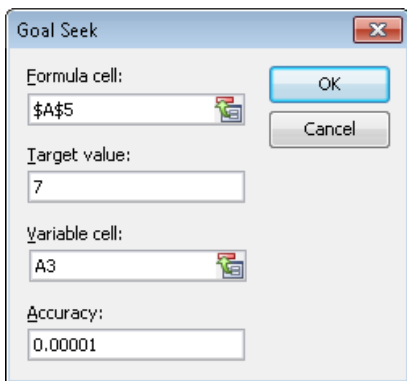 Goal Seek
Formula cell:
$A$5
OK
Cancel
Target value:
7
Variable cell:
A3
Accuracy:
0.00001